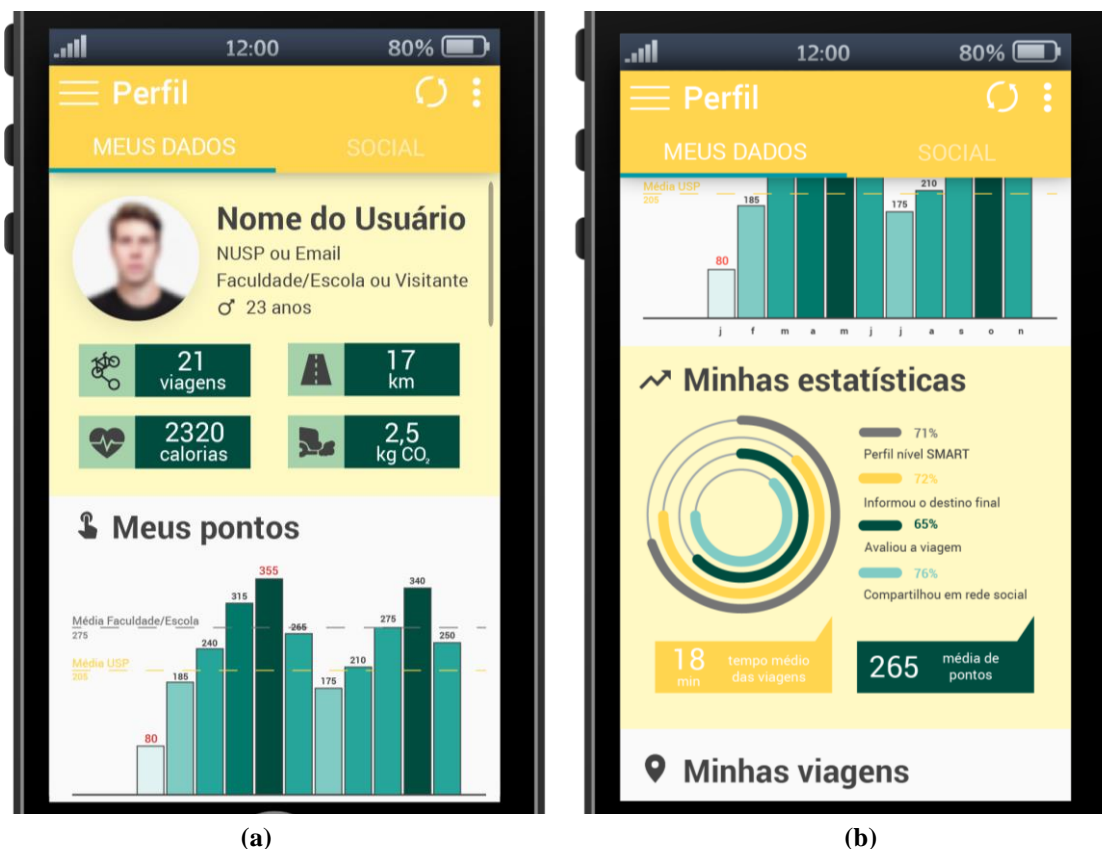 12:00
80%
Perfil
MEUS DADOS
SOCIAL
Nome do Usuário
NUSP ou Email
Faculdade/Escola ou Visitante
♂ 23 anos
21
viagens
17
km
2320
calorias
2,5
kg CO₂
Meus pontos
355
340
315
Média Faculdade/Escola
275
265
275
240
250
Média USP
205
210
185
175
80
(a)
12:00
80%
Perfil
MEUS DADOS
SOCIAL
Média USP
205
210
185
175
80
j f m a m j j a s o n
Minhas estatísticas
71%
Perfil nível SMART
72%
Informou o destino final
65%
Avaliou a viagem
76%
Compartilhou em rede social
18
min
tempo médio
das viagens
265
média de
pontos
Minhas viagens
(b)